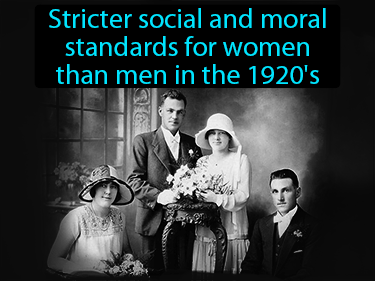 Stricter social and moral
standards for women
than men in the 1920's